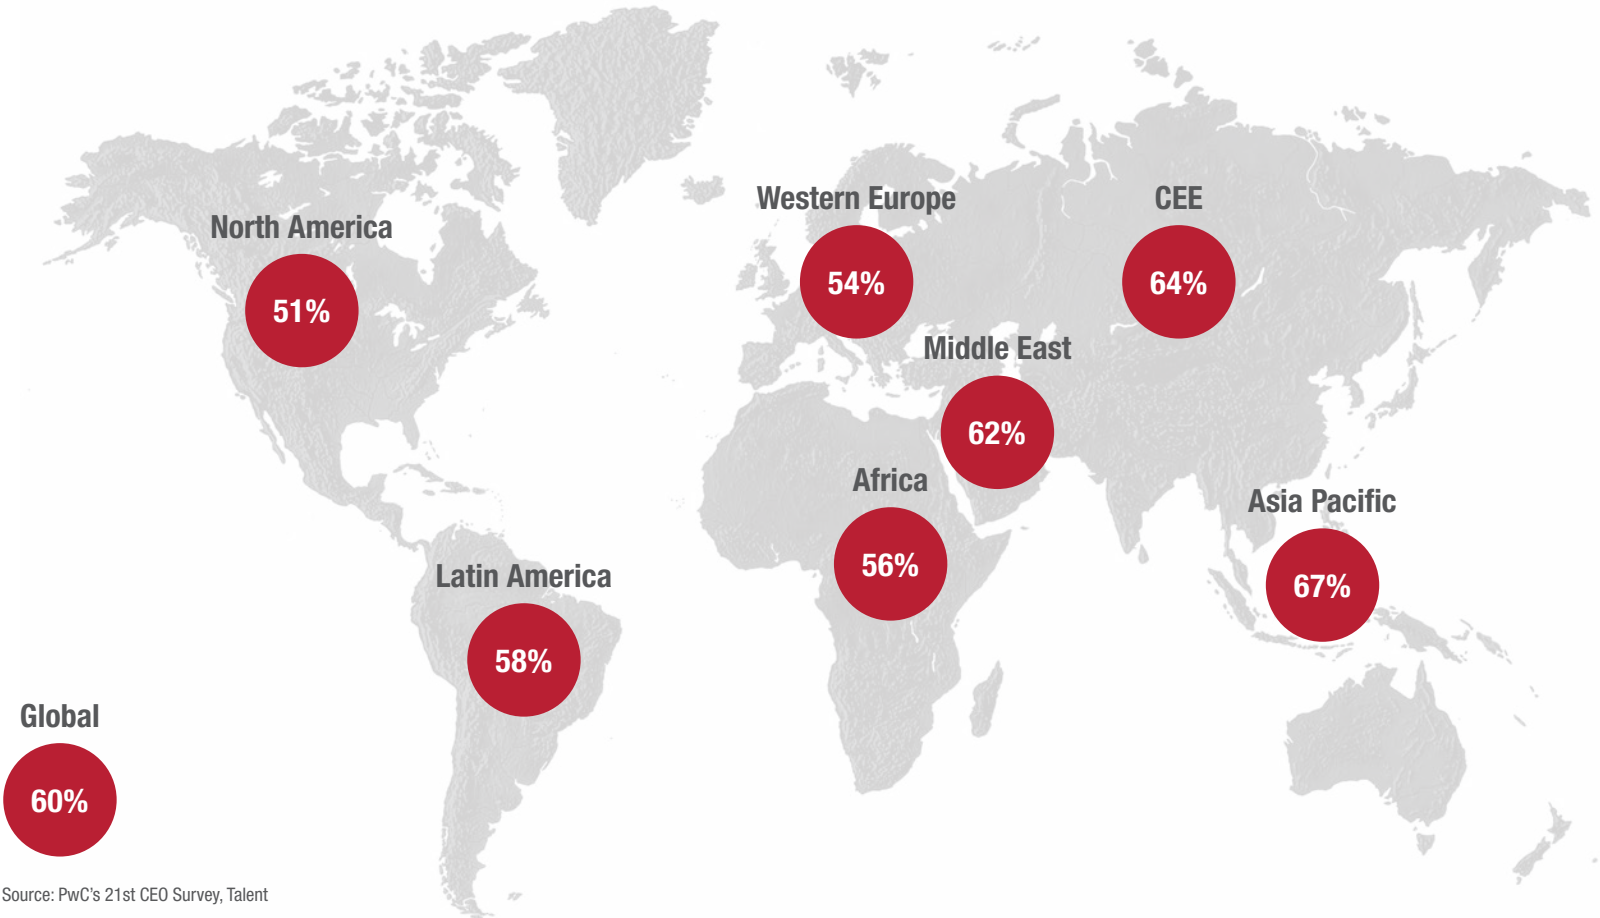 Western Europe
54%
CEE
64%
North America
51%
Middle East
62%
Africa
56%
Asia Pacific
67%
Latin America
58%
Global
60%
Source: PwC's 21st CEO Survey, Talent